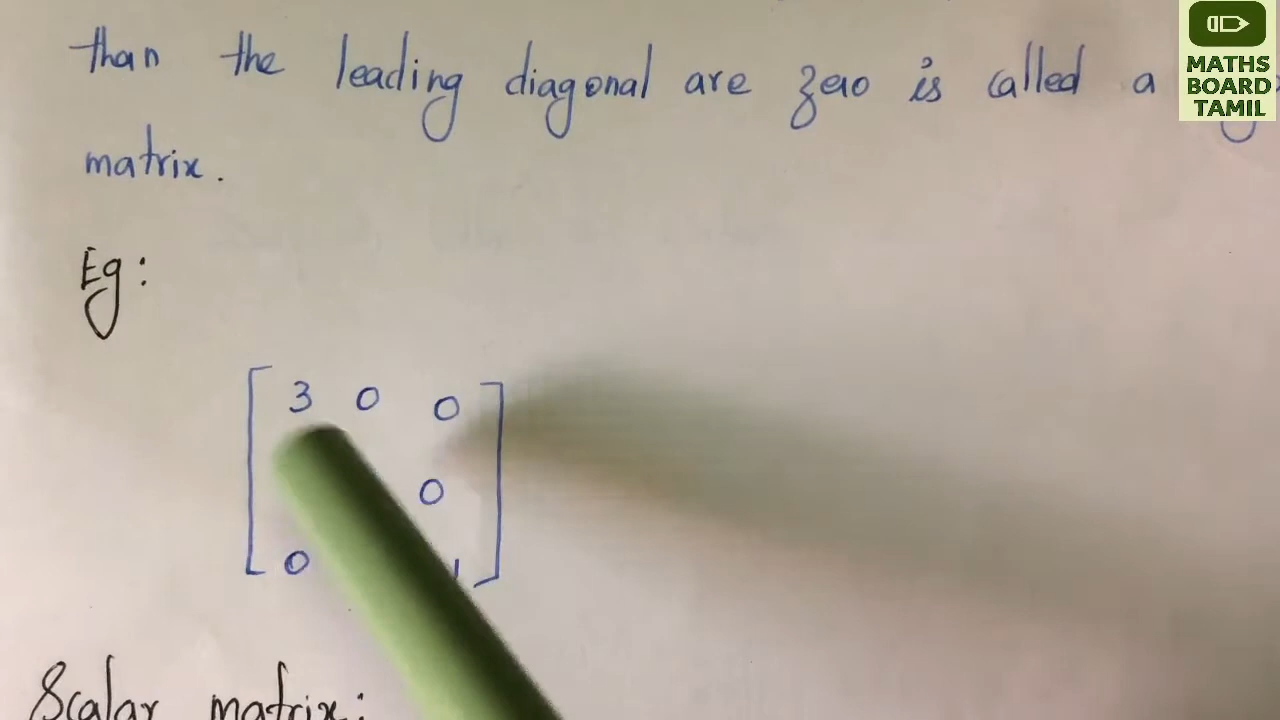 than the leading diagonal are zero is called a
matrix.
Eg:
3 0 0
0
0 1
Scalar matrix:
MATHS
BOARD
TAMIL